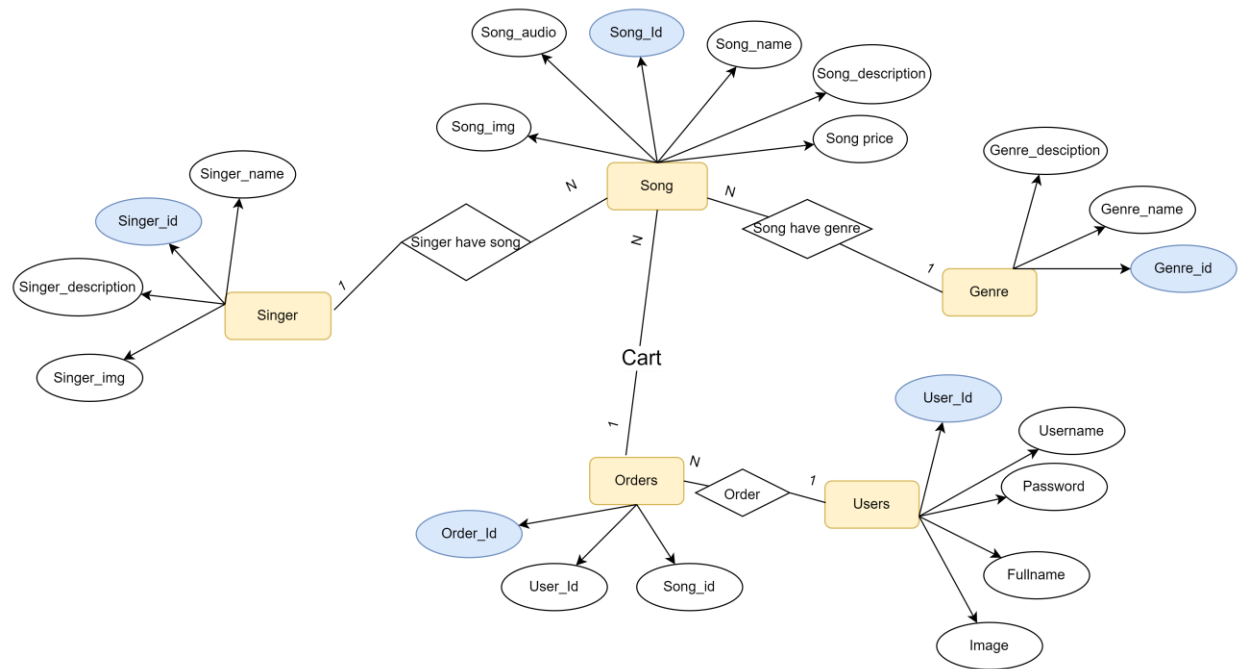 Song_audio
Song_Id
Song_name
Song_description
Song_img
Song price
Genre_desciption
Singer_name
Song
N
N
Singer_id
Genre_name
Singer have song
N
Song have genre
Genre_id
1
Singer_description
1
Genre
Singer
Cart
Singer_img
User_Id
1
Username
N
1
Orders
Order
Users
Password
Order_Id
User_Id
Song_id
Fullname
Image